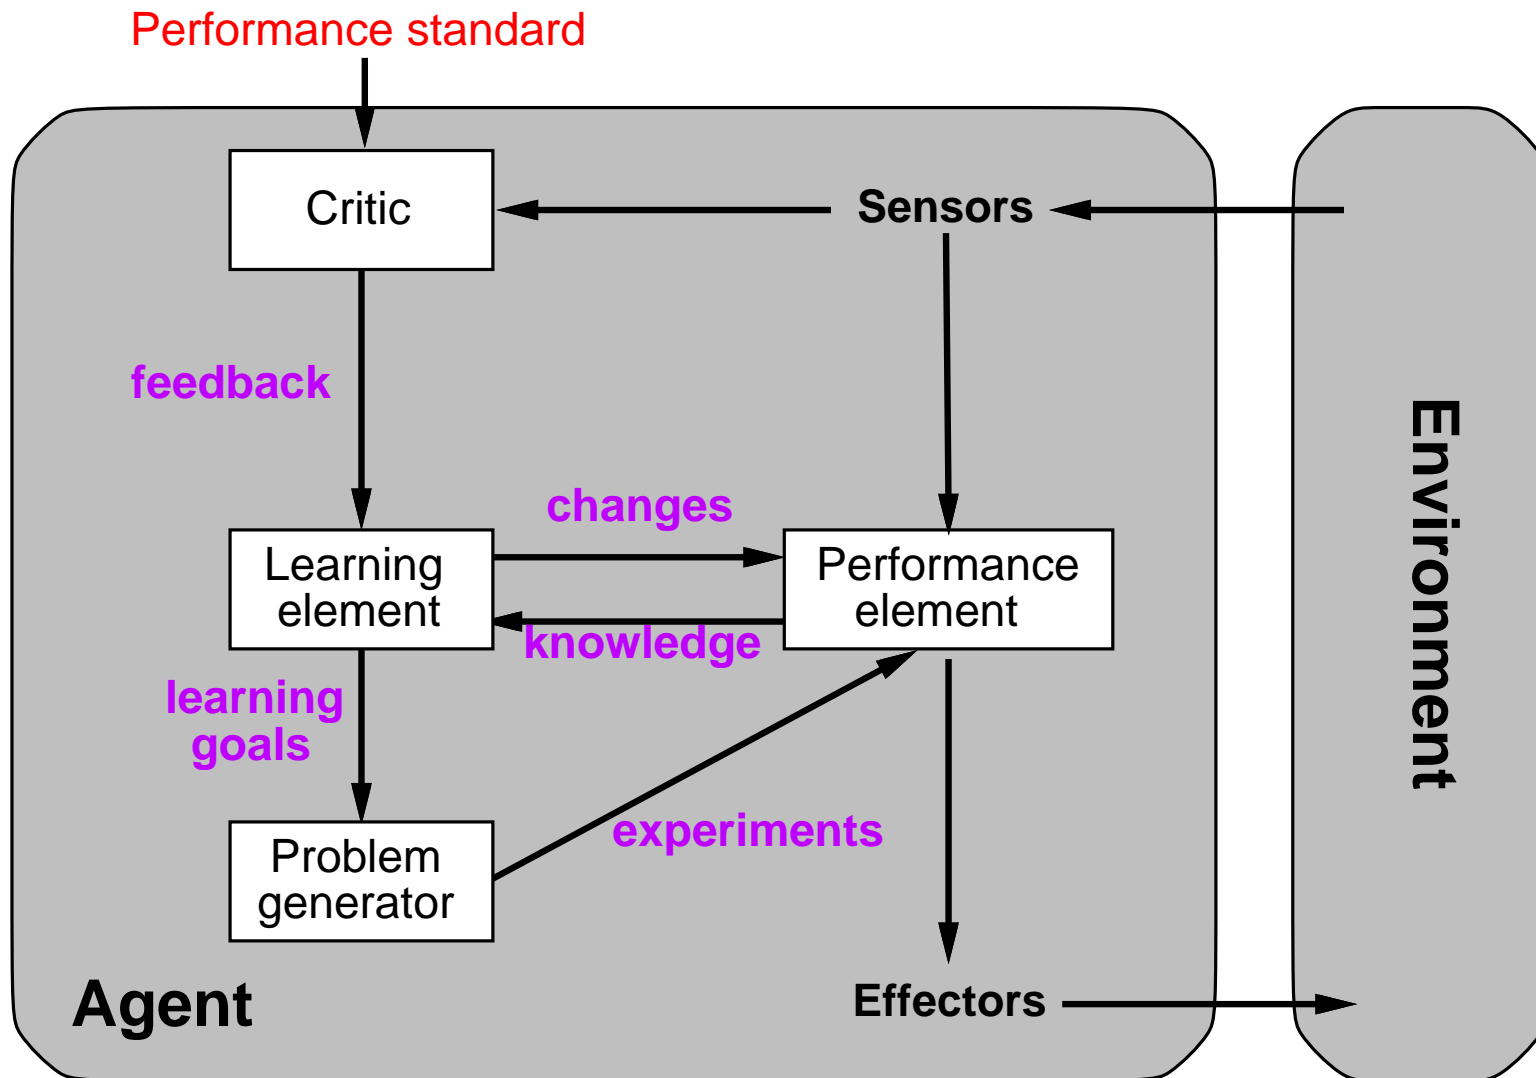 Performance standard
Critic
Sensors
feedback
changes
Learning
element
Performance
element
knowledge
learning
goals
experiments
Problem
generator
Agent
Effectors
Environment